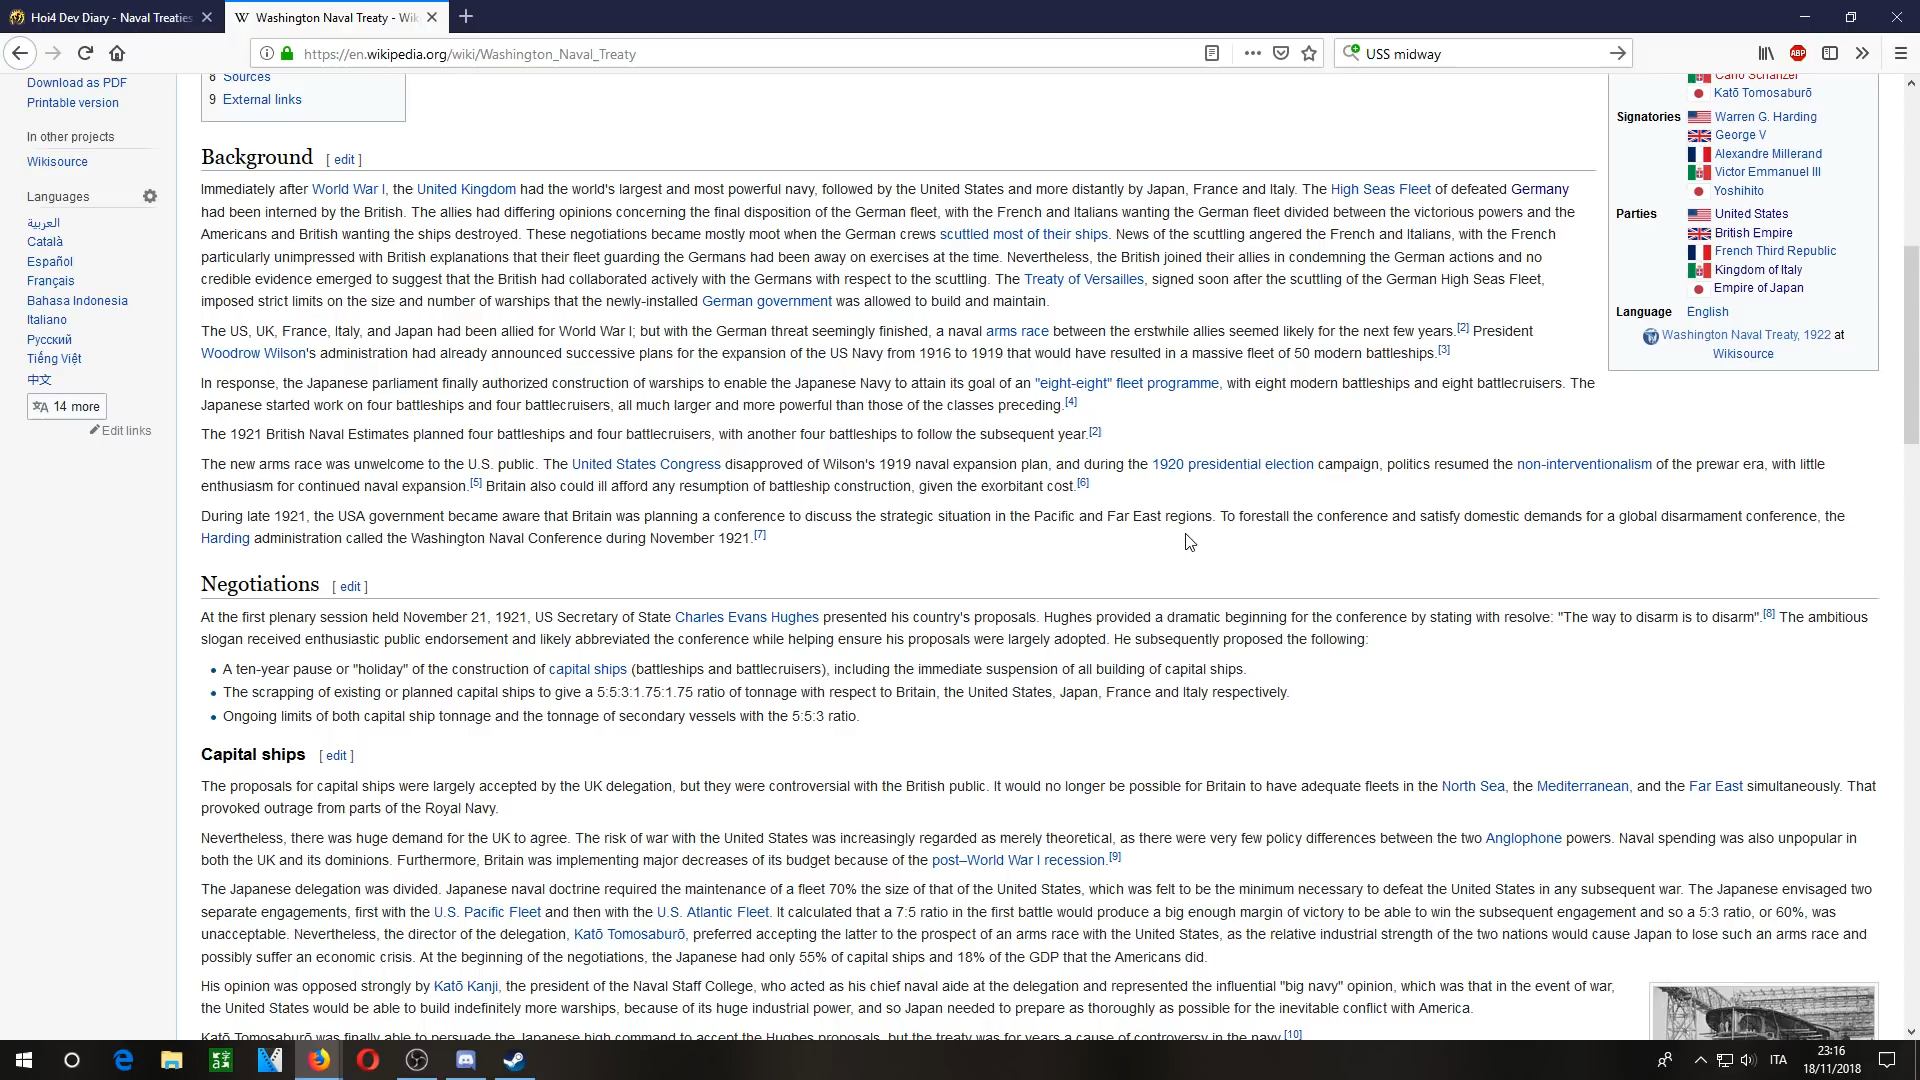 Hoi4 Dev Diary - Naval Treaties
Washington Naval Treaty - Wik
https://en.wikipedia.org/wiki/Washington_Naval_Treaty
USS midway
ABP
Download as PDF
Printable version
In other projects
Wikisource
Languages
العربية
Català
Español
Français
Bahasa Indonesia
Italiano
Русский
Tiếng Việt
中文
14 more
Edit links
8 Sources
9 External links
Background [ edit ]
Immediately after World War I, the United Kingdom had the world's largest and most powerful navy, followed by the United States and more distantly by Japan, France and Italy. The High Seas Fleet of defeated Germany
had been interned by the British. The allies had differing opinions concerning the final disposition of the German fleet, with the French and Italians wanting the German fleet divided between the victorious powers and the
Americans and British wanting the ships destroyed. These negotiations became mostly moot when the German crews scuttled most of their ships. News of the scuttling angered the French and Italians, with the French
particularly unimpressed with British explanations that their fleet guarding the Germans had been away on exercises at the time. Nevertheless, the British joined their allies in condemning the German actions and no
credible evidence emerged to suggest that the British had collaborated actively with the Germans with respect to the scuttling. The Treaty of Versailles, signed soon after the scuttling of the German High Seas Fleet,
imposed strict limits on the size and number of warships that the newly-installed German government was allowed to build and maintain.
The US, UK, France, Italy, and Japan had been allied for World War I; but with the German threat seemingly finished, a naval arms race between the erstwhile allies seemed likely for the next few years.[2] President
Woodrow Wilson's administration had already announced successive plans for the expansion of the US Navy from 1916 to 1919 that would have resulted in a massive fleet of 50 modern battleships.[3]
In response, the Japanese parliament finally authorized construction of warships to enable the Japanese Navy to attain its goal of an "eight-eight" fleet programme, with eight modern battleships and eight battlecruisers. The
Japanese started work on four battleships and four battlecruisers, all much larger and more powerful than those of the classes preceding.[4]
The 1921 British Naval Estimates planned four battleships and four battlecruisers, with another four battleships to follow the subsequent year.[2]
The new arms race was unwelcome to the U.S. public. The United States Congress disapproved of Wilson's 1919 naval expansion plan, and during the 1920 presidential election campaign, politics resumed the non-interventionalism of the prewar era, with little
enthusiasm for continued naval expansion.[5] Britain also could ill afford any resumption of battleship construction, given the exorbitant cost.[6]
During late 1921, the USA government became aware that Britain was planning a conference to discuss the strategic situation in the Pacific and Far East regions. To forestall the conference and satisfy domestic demands for a global disarmament conference, the
Harding administration called the Washington Naval Conference during November 1921.[7]
Carlo Schanzer
Katō Tomosaburō
Signatories Warren G. Harding
George V
Alexandre Millerand
Victor Emmanuel III
Yoshihito
Parties United States
British Empire
French Third Republic
Kingdom of Italy
Empire of Japan
Language English
Washington Naval Treaty, 1922 at
Wikisource
Negotiations [ edit ]
At the first plenary session held November 21, 1921, US Secretary of State Charles Evans Hughes presented his country's proposals. Hughes provided a dramatic beginning for the conference by stating with resolve: "The way to disarm is to disarm".[8] The ambitious
slogan received enthusiastic public endorsement and likely abbreviated the conference while helping ensure his proposals were largely adopted. He subsequently proposed the following:
• A ten-year pause or "holiday" of the construction of capital ships (battleships and battlecruisers), including the immediate suspension of all building of capital ships.
• The scrapping of existing or planned capital ships to give a 5:5:3:1.75:1.75 ratio of tonnage with respect to Britain, the United States, Japan, France and Italy respectively.
• Ongoing limits of both capital ship tonnage and the tonnage of secondary vessels with the 5:5:3 ratio.
Capital ships [ edit ]
The proposals for capital ships were largely accepted by the UK delegation, but they were controversial with the British public. It would no longer be possible for Britain to have adequate fleets in the North Sea, the Mediterranean, and the Far East simultaneously. That
provoked outrage from parts of the Royal Navy.
Nevertheless, there was huge demand for the UK to agree. The risk of war with the United States was increasingly regarded as merely theoretical, as there were very few policy differences between the two Anglophone powers. Naval spending was also unpopular in
both the UK and its dominions. Furthermore, Britain was implementing major decreases of its budget because of the post–World War I recession.[9]
The Japanese delegation was divided. Japanese naval doctrine required the maintenance of a fleet 70% the size of that of the United States, which was felt to be the minimum necessary to defeat the United States in any subsequent war. The Japanese envisaged two
separate engagements, first with the U.S. Pacific Fleet and then with the U.S. Atlantic Fleet. It calculated that a 7:5 ratio in the first battle would produce a big enough margin of victory to be able to win the subsequent engagement and so a 5:3 ratio, or 60%, was
unacceptable. Nevertheless, the director of the delegation, Katō Tomosaburō, preferred accepting the latter to the prospect of an arms race with the United States, as the relative industrial strength of the two nations would cause Japan to lose such an arms race and
possibly suffer an economic crisis. At the beginning of the negotiations, the Japanese had only 55% of capital ships and 18% of the GDP that the Americans did.
His opinion was opposed strongly by Katō Kanji, the president of the Naval Staff College, who acted as his chief naval aide at the delegation and represented the influential "big navy" opinion, which was that in the event of war,
the United States would be able to build indefinitely more warships, because of its huge industrial power, and so Japan needed to prepare as thoroughly as possible for the inevitable conflict with America.
Katō Tomosaburō was finally able to persuade the Japanese high command to accept the Hughes proposals, but the treaty was for years a cause of controversy in the navy.[10]
ITA
23:16
18/11/2018